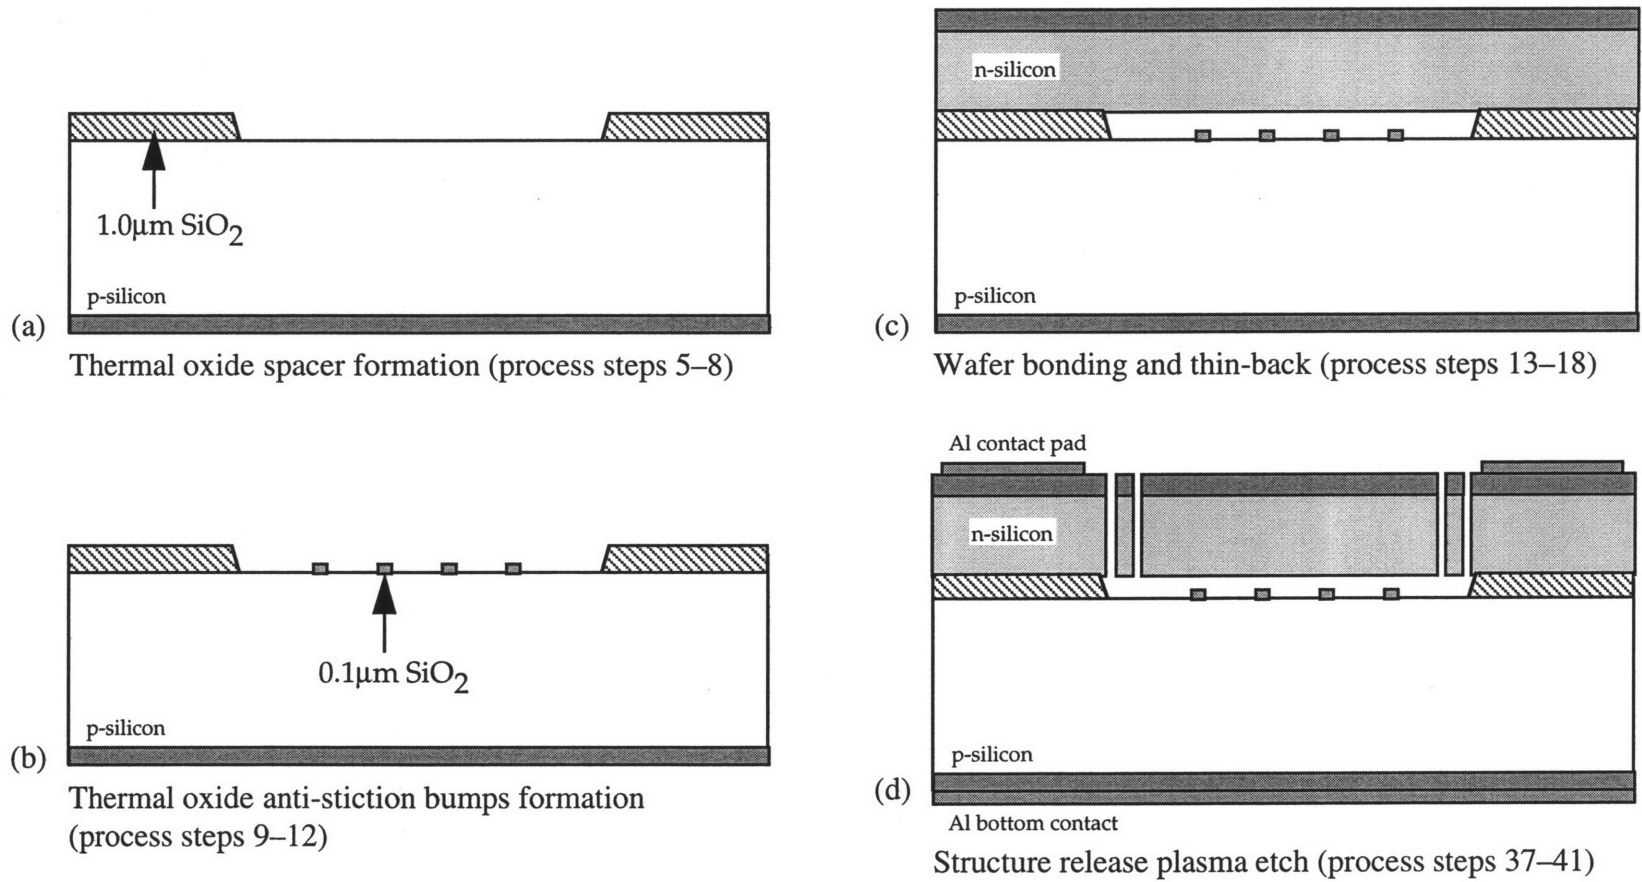 1.0μm SiO2
p-silicon
(a)
Thermal oxide spacer formation (process steps 5–8)
0.1μm SiO2
p-silicon
(b)
Thermal oxide anti-stiction bumps formation
(process steps 9–12)
n-silicon
p-silicon
(c)
Wafer bonding and thin-back (process steps 13–18)
Al contact pad
n-silicon
p-silicon
(d)
Al bottom contact
Structure release plasma etch (process steps 37–41)